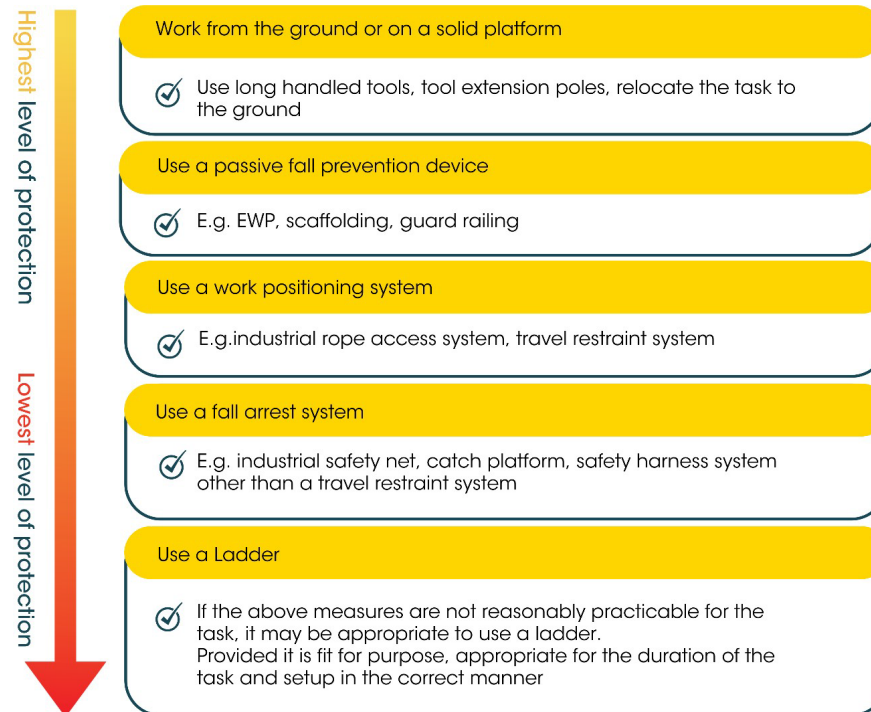 Highest level of protection
Lowest level of protection
Work from the ground or on a solid platform
Use long handled tools, tool extension poles, relocate the task to
the ground
Use a passive fall prevention device
E.g. EWP, scaffolding, guard railing
Use a work positioning system
E.g.industrial rope access system, travel restraint system
Use a fall arrest system
E.g. industrial safety net, catch platform, safety harness system
other than a travel restraint system
Use a Ladder
If the above measures are not reasonably practicable for the
task, it may be appropriate to use a ladder.
Provided it is fit for purpose, appropriate for the duration of the
task and setup in the correct manner